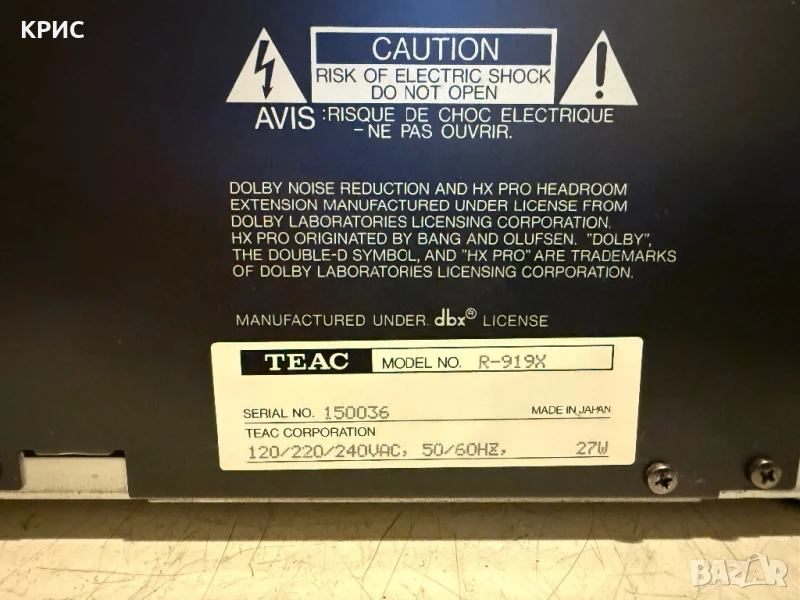 КРИС
CAUTION
RISK OF ELECTRIC SHOCK
DO NOT OPEN
AVIS : RISQUE DE CHOC ELECTRIQUE
– NE PAS OUVRIR.
DOLBY NOISE REDUCTION AND HX PRO HEADROOM
EXTENSION MANUFACTURED UNDER LICENSE FROM
DOLBY LABORATORIES LICENSING CORPORATION.
HX PRO ORIGINATED BY BANG AND OLUFSEN. "DOLBY",
THE DOUBLE-D SYMBOL, AND "HX PRO" ARE TRADEMARKS
OF DOLBY LABORATORIES LICENSING CORPORATION.
MANUFACTURED UNDER dbx® LICENSE
TEAC MODEL NO. R-919X
SERIAL NO. 150036 MADE IN JAPAN
TEAC CORPORATION
120/220/240VAC, 50/60HZ, 27W
BAZAR